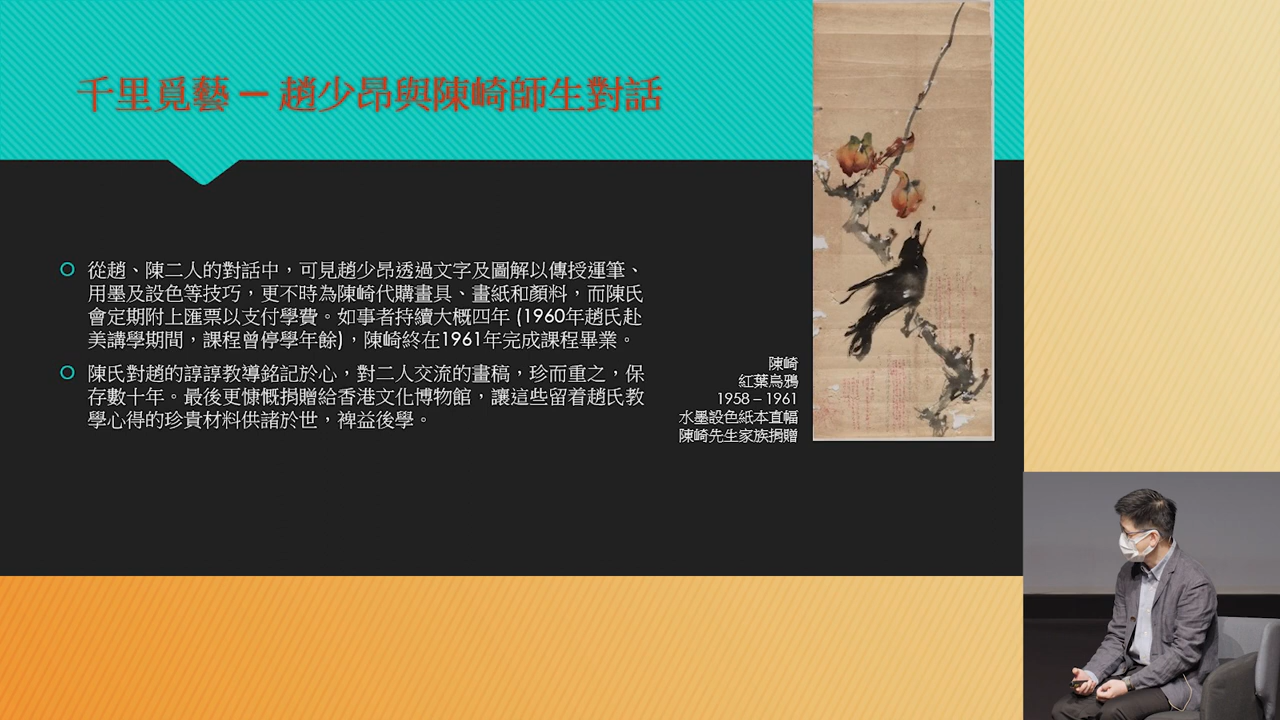 千里覓藝 — 趙少昂與陳崎師生對話
從趙、陳二人的對話中，可見趙少昂透過文字及圖解以傳授運筆、
用墨及設色等技巧，更不時為陳崎代購畫具、畫紙和顏料，而陳氏
會定期附上匯票以支付學費。如事者持續大概四年 (1960年趙氏赴
美講學期間，課程曾停學年餘)，陳崎終在1961年完成課程畢業。
陳氏對趙的諄諄教導銘記於心，對二人交流的畫稿，珍而重之，保
存數十年。最後更慷慨捐贈給香港文化博物館，讓這些留着趙氏教
學心得的珍貴材料供諸於世，裨益後學。
陳崎
紅葉烏鴉
1958 – 1961
水墨設色紙本直幅
陳崎先生家族捐贈